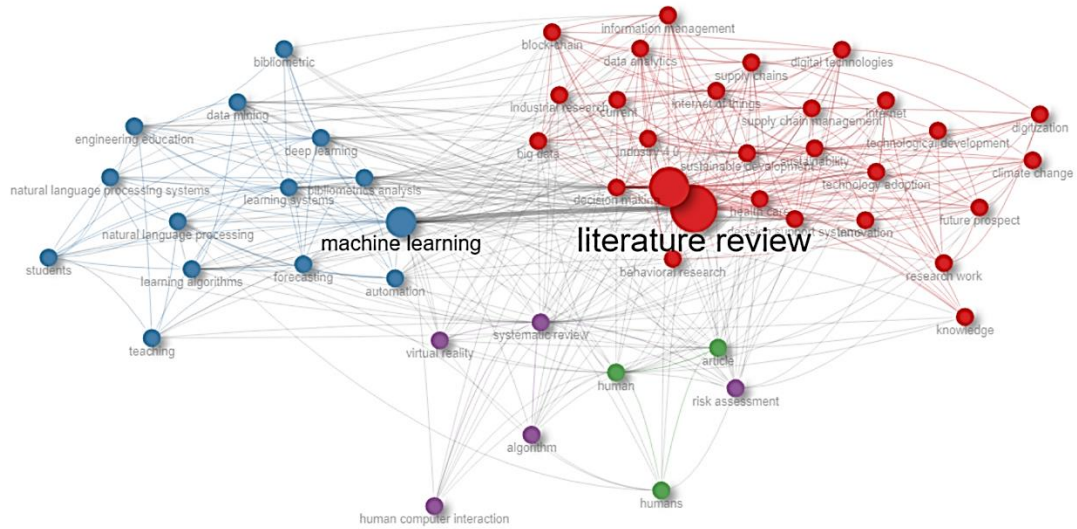 information management
block-chain
bibliometric
data analytics
digital technologies
supply chains
industrial research
current
internet of things
internet
data mining
supply chain management
digitization
engineering education
deep learning
big data
industry 4.0
technological development
sustainable development
sustainability
climate change
natural language processing systems
learning systems
bibliometrics analysis
technology adoption
decision making
health care
future prospect
natural language processing
machine learning
literature review
decision support systems
innovation
students
learning algorithms
forecasting
automation
behavioral research
research work
knowledge
teaching
virtual reality
systematic review
article
human
risk assessment
algorithm
humans
human computer interaction